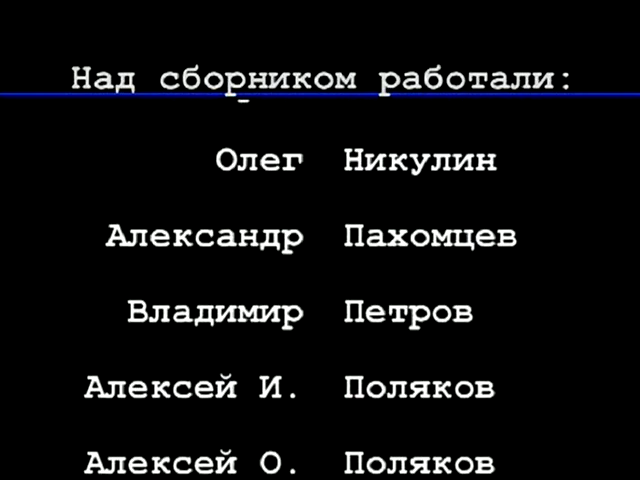 Над сборником работали:
Олег Никулин
Александр Пахомцев
Владимир Петров
Алексей И. Поляков
Алексей О. Поляков